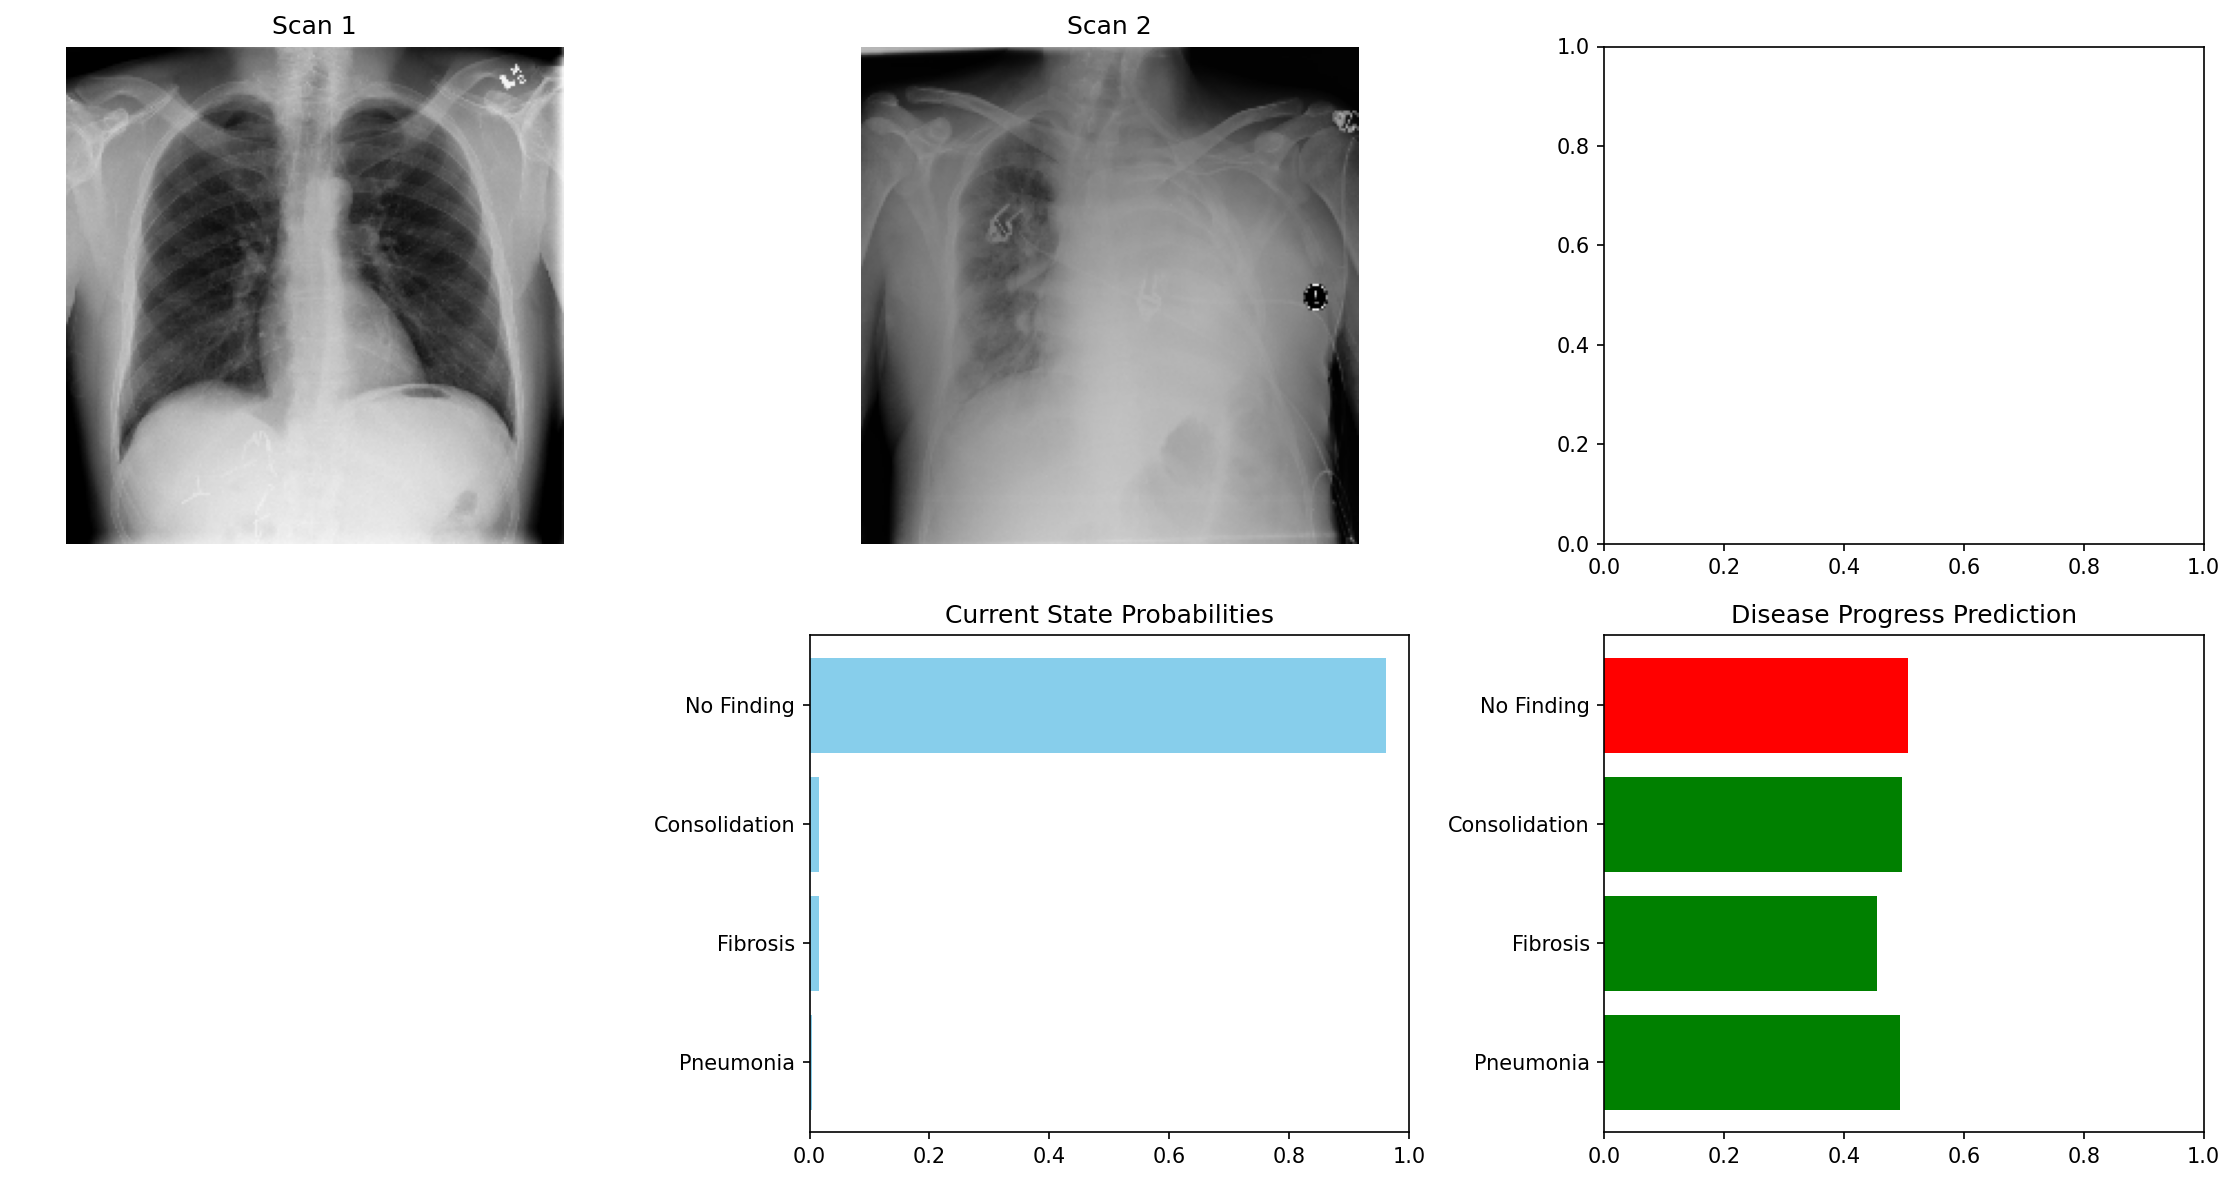 Scan 1
Scan 2
1.0
0.8
0.6
0.4
0.2
0.0
0.0 0.2 0.4 0.6 0.8 1.0
Current State Probabilities
No Finding
Consolidation
Fibrosis
Pneumonia
0.0 0.2 0.4 0.6 0.8 1.0
Disease Progress Prediction
No Finding
Consolidation
Fibrosis
Pneumonia
0.0 0.2 0.4 0.6 0.8 1.0